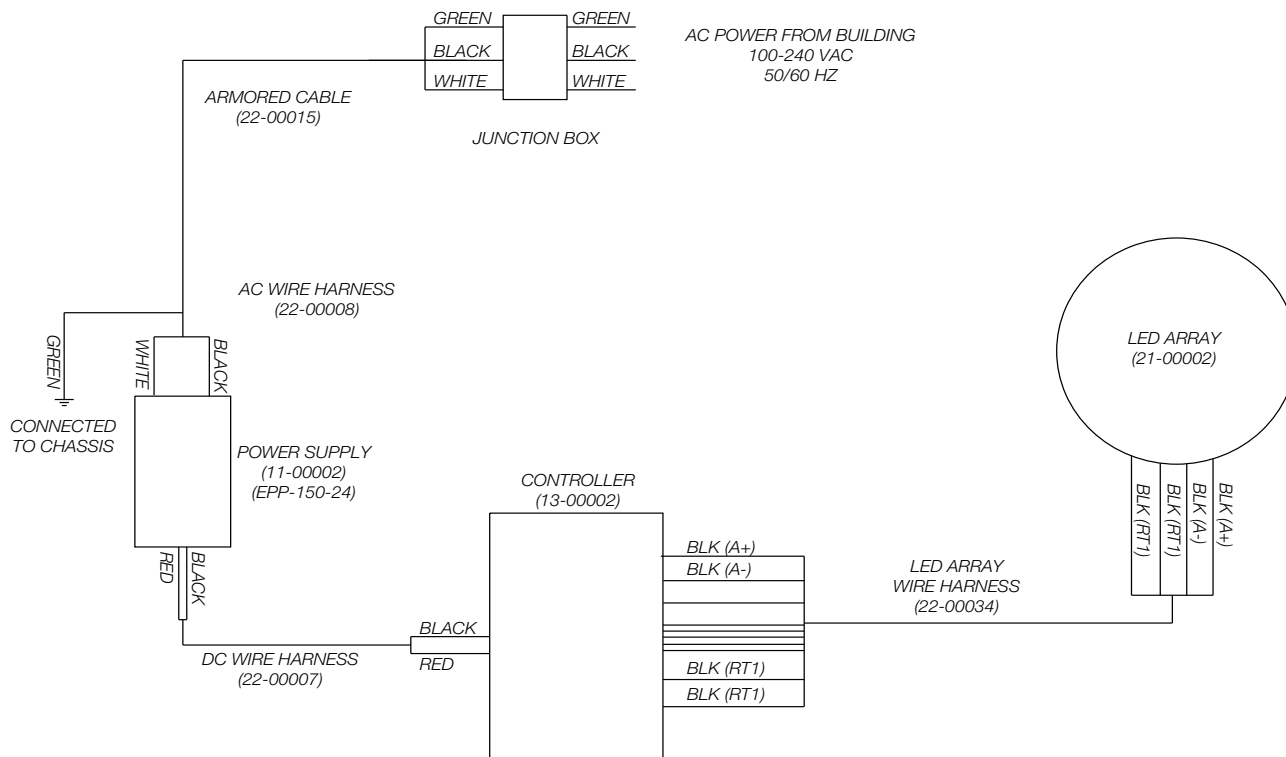 GREEN
GREEN
BLACK
BLACK
WHITE
WHITE
AC POWER FROM BUILDING
100-240 VAC
50/60 HZ
ARMORED CABLE
(22-00015)
JUNCTION BOX
AC WIRE HARNESS
(22-00008)
GREEN
WHITE
BLACK
CONNECTED
TO CHASSIS
POWER SUPPLY
(11-00002)
(EPP-150-24)
RED
BLACK
DC WIRE HARNESS
(22-00007)
BLACK
RED
CONTROLLER
(13-00002)
BLK (A+)
BLK (A-)
BLK (RT1)
BLK (RT1)
LED ARRAY
WIRE HARNESS
(22-00034)
LED ARRAY
(21-00002)
BLK (RT1)
BLK (RT1)
BLK (A-)
BLK (A+)